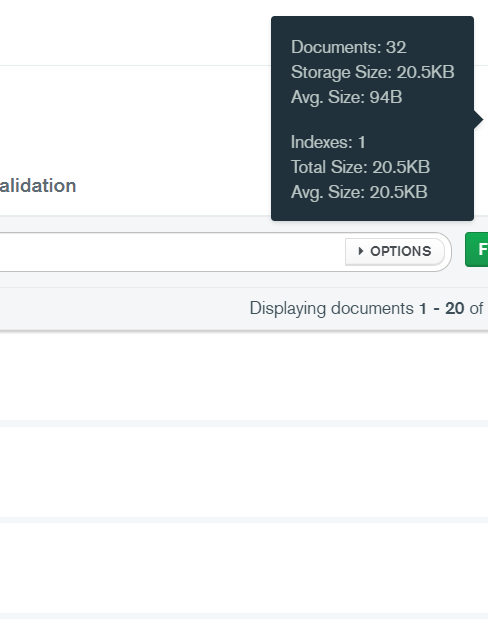 Documents: 32
Storage Size: 20.5KB
Avg. Size: 94B
Indexes: 1
Total Size: 20.5KB
Avg. Size: 20.5KB
alidation
OPTIONS
F
Displaying documents 1 - 20 of